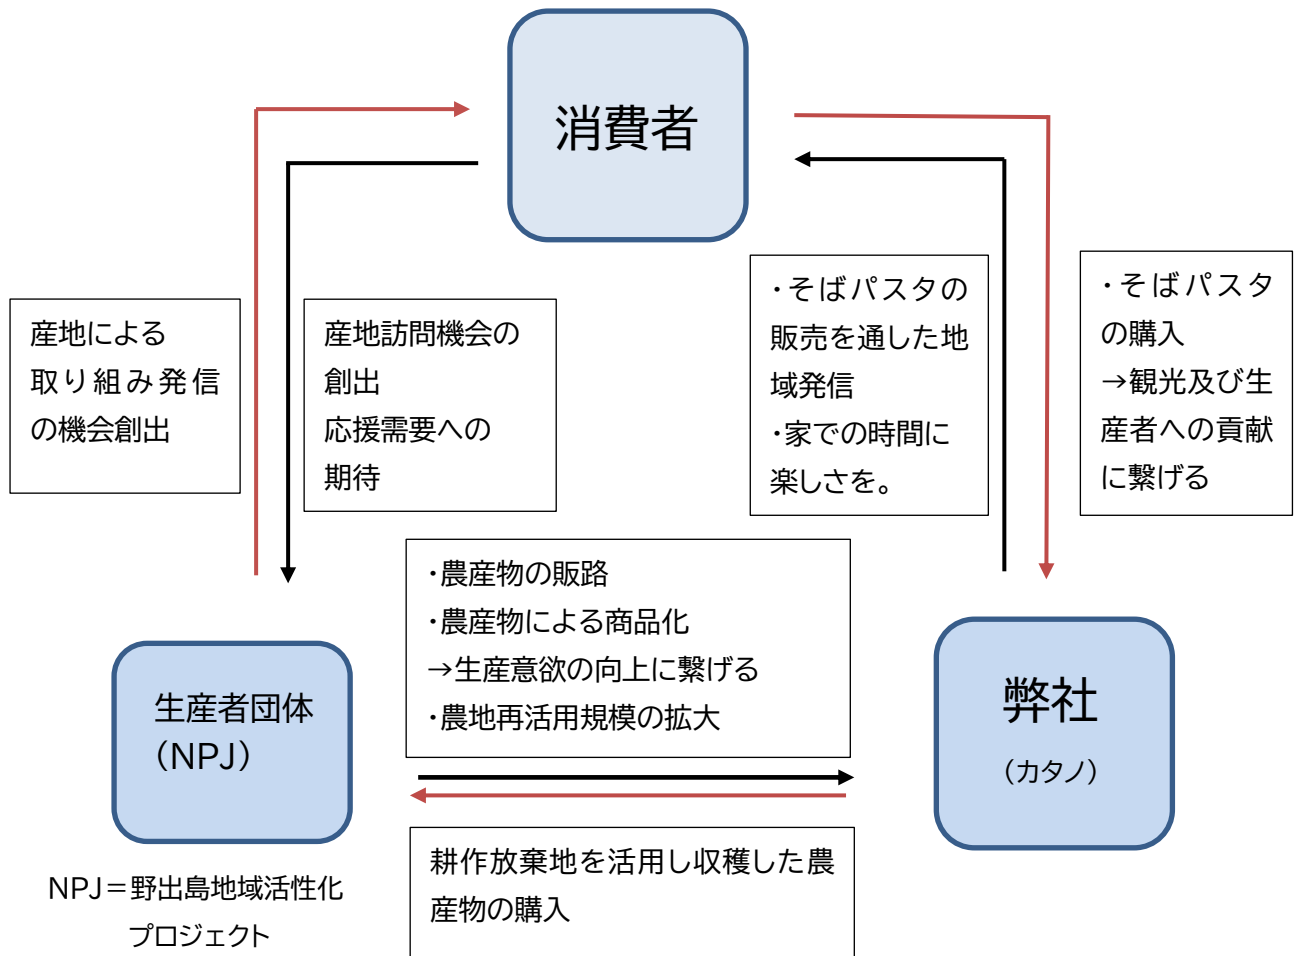 消費者
産地による
取り組み発信
の機会創出
産地訪問機会の
創出
応援需要への
期待
・そばパスタの
販売を通した地
域発信
・家での時間に
楽しさを。
・そばパスタ
の購入
→観光及び生
産者への貢献
に繋げる
・農産物の販路
・農産物による商品化
→生産意欲の向上に繋げる
・農地再活用規模の拡大
生産者団体
（NPJ）
弊社
（カタノ）
耕作放棄地を活用し収穫した農
産物の購入
NPJ＝野出島地域活性化
プロジェクト